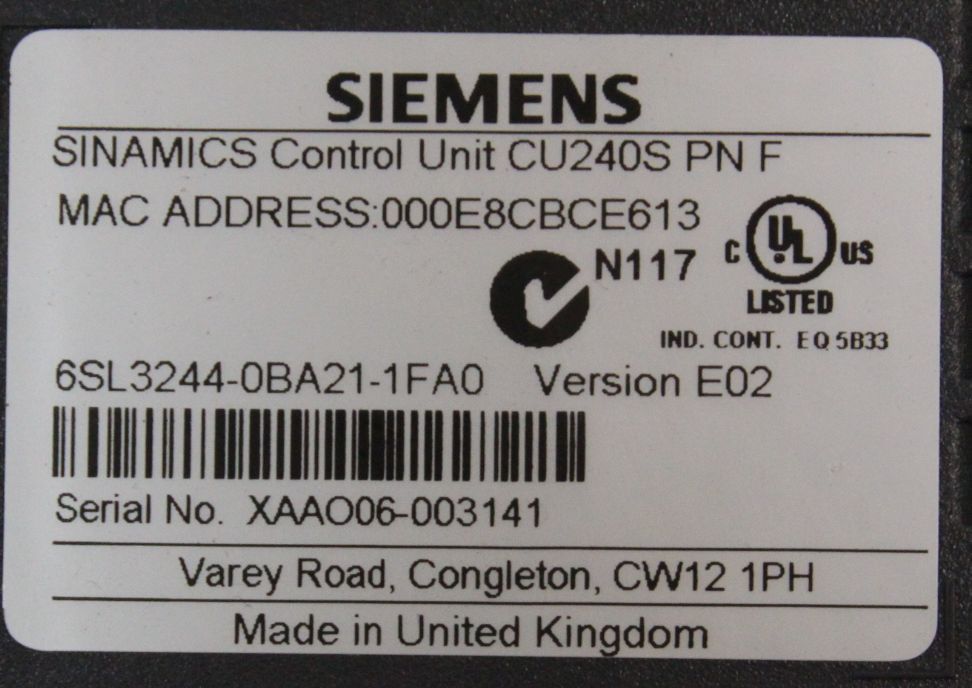 SIEMENS
SINAMICS Control Unit CU240S PN F
MAC ADDRESS:000E8CBCE613
N117
C UL US
LISTED
IND. CONT. EQ 5B33
6SL3244-0BA21-1FA0 Version E02
Serial No. XAAO06-003141
Varey Road, Congleton, CW12 1PH
Made in United Kingdom